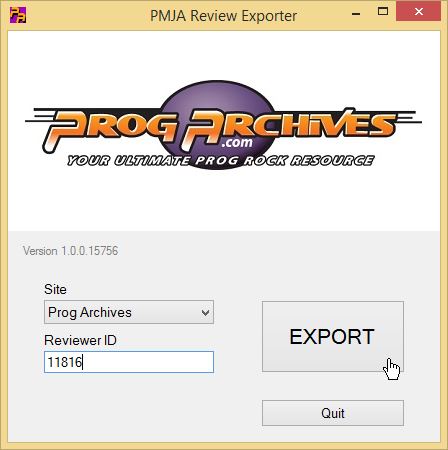 PMJA Review Exporter
PROG ARCHIVES
.com
YOUR ULTIMATE PROG ROCK RESOURCE
Version 1.0.0.15756
Site
Prog Archives
Reviewer ID
11816
EXPORT
Quit